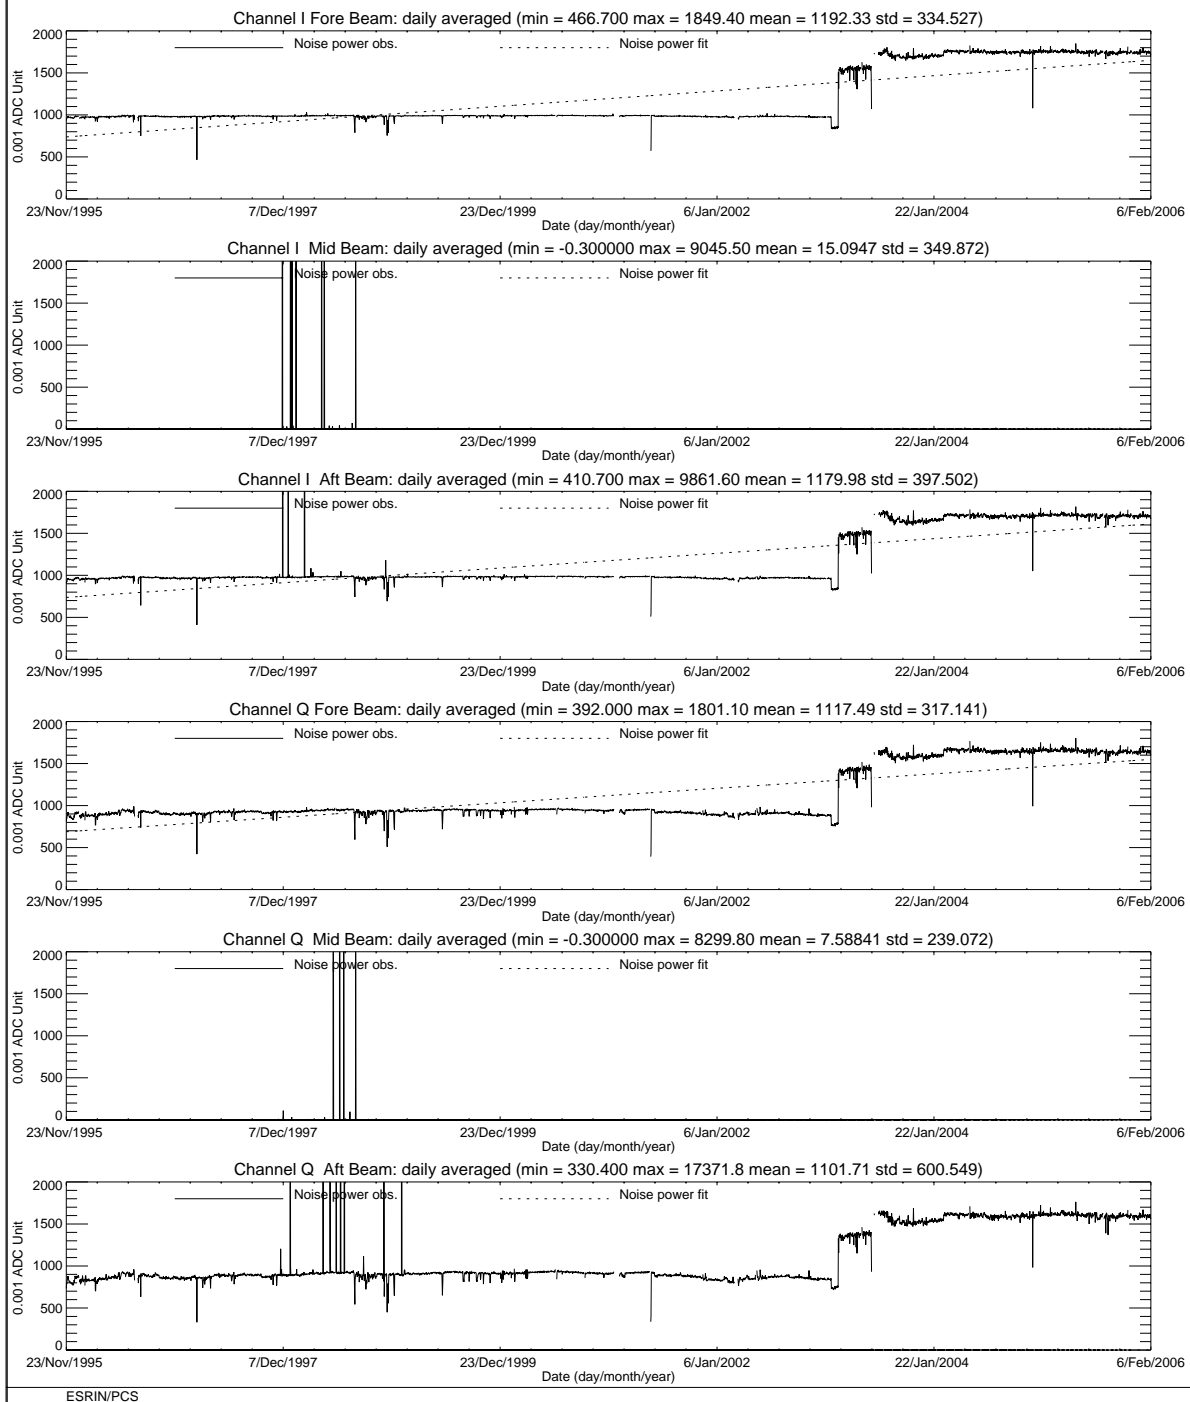 Channel I Fore Beam: daily averaged (min = 466.700 max = 1849.40 mean = 1192.33 std = 334.527)
Noise power obs. Noise power fit
0.001 ADC Unit
2000
1500
1000
500
0
23/Nov/1995 7/Dec/1997 23/Dec/1999 6/Jan/2002 22/Jan/2004 6/Feb/2006
Date (day/month/year)
Channel I Mid Beam: daily averaged (min = -0.300000 max = 9045.50 mean = 15.0947 std = 349.872)
Noise power obs. Noise power fit
0.001 ADC Unit
2000
1500
1000
500
0
23/Nov/1995 7/Dec/1997 23/Dec/1999 6/Jan/2002 22/Jan/2004 6/Feb/2006
Date (day/month/year)
Channel I Aft Beam: daily averaged (min = 410.700 max = 9861.60 mean = 1179.98 std = 397.502)
Noise power obs. Noise power fit
0.001 ADC Unit
2000
1500
1000
500
0
23/Nov/1995 7/Dec/1997 23/Dec/1999 6/Jan/2002 22/Jan/2004 6/Feb/2006
Date (day/month/year)
Channel Q Fore Beam: daily averaged (min = 392.000 max = 1801.10 mean = 1117.49 std = 317.141)
Noise power obs. Noise power fit
0.001 ADC Unit
2000
1500
1000
500
0
23/Nov/1995 7/Dec/1997 23/Dec/1999 6/Jan/2002 22/Jan/2004 6/Feb/2006
Date (day/month/year)
Channel Q Mid Beam: daily averaged (min = -0.300000 max = 8299.80 mean = 7.58841 std = 239.072)
Noise power obs. Noise power fit
0.001 ADC Unit
2000
1500
1000
500
0
23/Nov/1995 7/Dec/1997 23/Dec/1999 6/Jan/2002 22/Jan/2004 6/Feb/2006
Date (day/month/year)
Channel Q Aft Beam: daily averaged (min = 330.400 max = 17371.8 mean = 1101.71 std = 600.549)
Noise power obs. Noise power fit
0.001 ADC Unit
2000
1500
1000
500
0
23/Nov/1995 7/Dec/1997 23/Dec/1999 6/Jan/2002 22/Jan/2004 6/Feb/2006
Date (day/month/year)
ESRIN/PCS